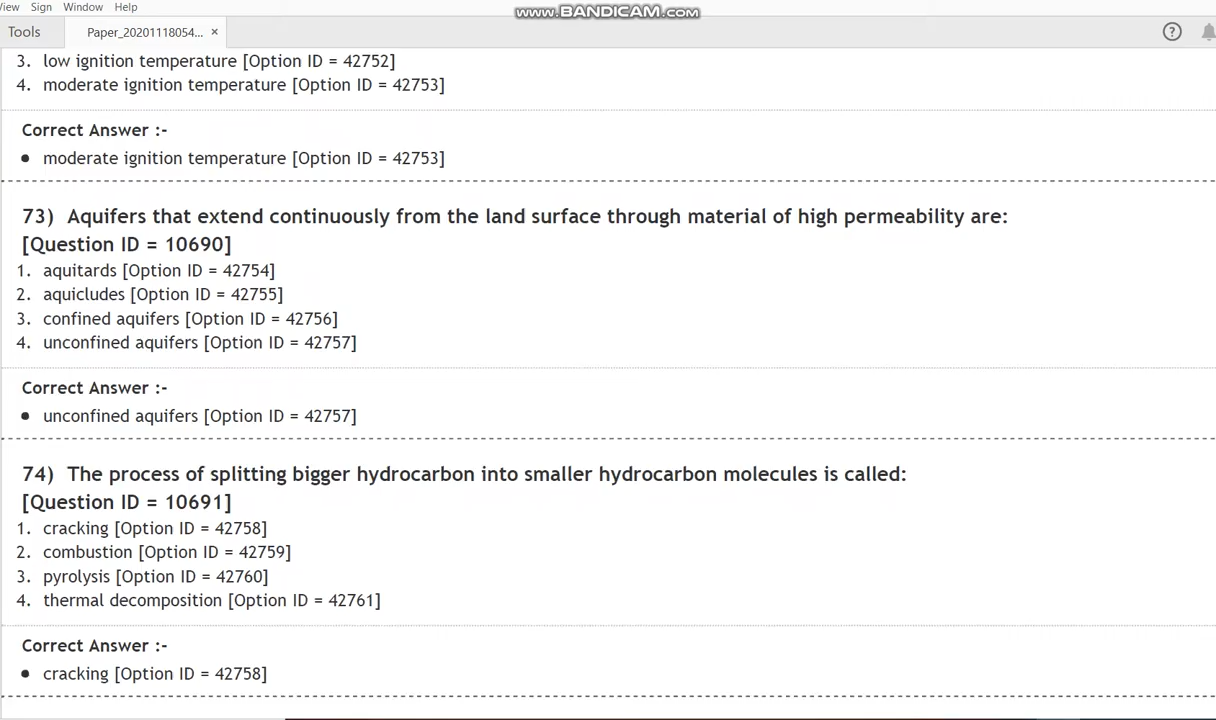 View Sign Window Help
www.BANDICAM.com
Tools Paper_20201118054... × ?
3. low ignition temperature [Option ID = 42752]
4. moderate ignition temperature [Option ID = 42753]
Correct Answer :-
• moderate ignition temperature [Option ID = 42753]
73) Aquifers that extend continuously from the land surface through material of high permeability are:
[Question ID = 10690]
1. aquitards [Option ID = 42754]
2. aquicludes [Option ID = 42755]
3. confined aquifers [Option ID = 42756]
4. unconfined aquifers [Option ID = 42757]
Correct Answer :-
• unconfined aquifers [Option ID = 42757]
74) The process of splitting bigger hydrocarbon into smaller hydrocarbon molecules is called:
[Question ID = 10691]
1. cracking [Option ID = 42758]
2. combustion [Option ID = 42759]
3. pyrolysis [Option ID = 42760]
4. thermal decomposition [Option ID = 42761]
Correct Answer :-
• cracking [Option ID = 42758]